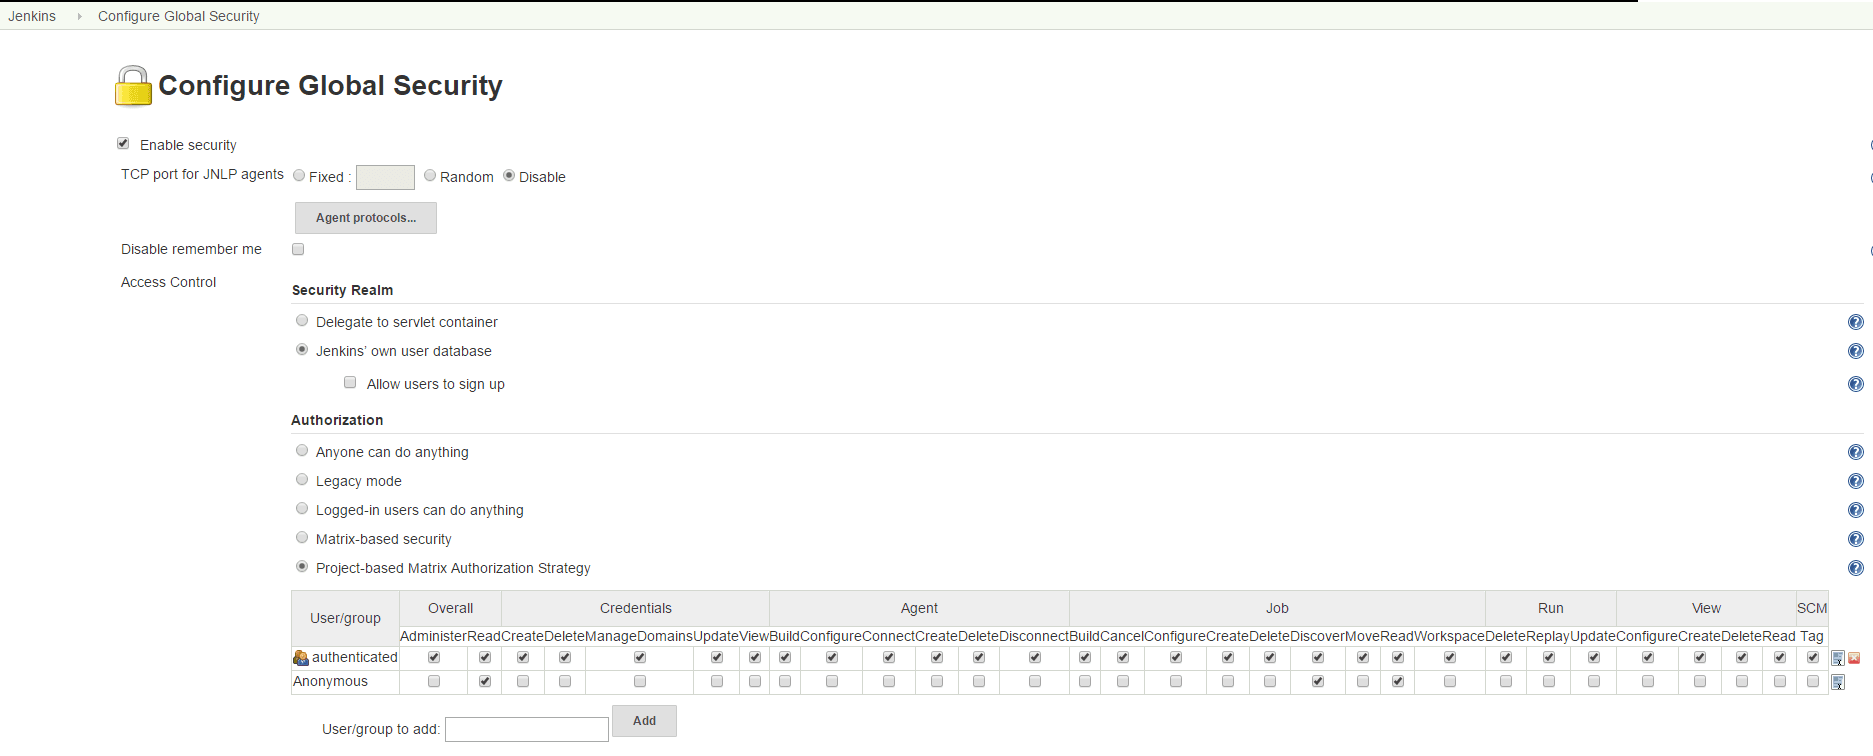 Jenkins Configure Global Security
Configure Global Security
Enable security
TCP port for JNLP agents Fixed : Random Disable
Agent protocols...
Disable remember me
Access Control
Security Realm
Delegate to servlet container
Jenkins' own user database
Allow users to sign up
Authorization
Anyone can do anything
Legacy mode
Logged-in users can do anything
Matrix-based security
Project-based Matrix Authorization Strategy
User/group Overall Credentials Agent Job Run View SCM
Administer Read Create Delete ManageDomains Update View Build Configure Connect Create Delete Disconnect Build Cancel Configure Create Delete Discover Move Read Workspace Delete Replay Update Configure Create Delete Read Tag
authenticated
Anonymous
User/group to add: Add